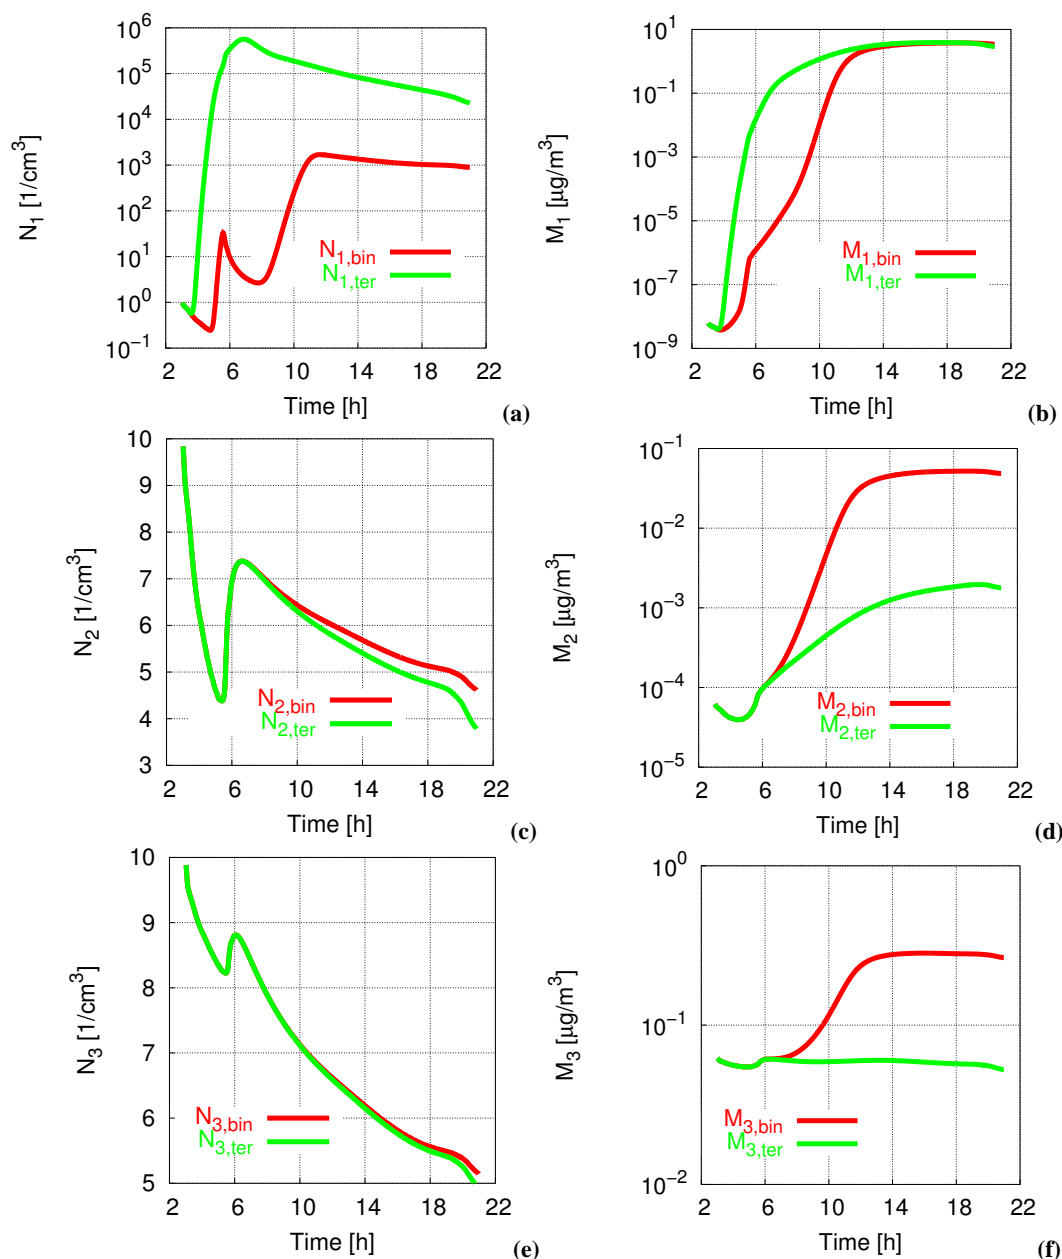 10^6
10^5
10^4
10^3
10^2
10^1
10^0
10^-1
N_1 [1/cm^3]
N_1,bin
N_1,ter
2 6 10 14 18 22
Time [h]
(a)
10^1
10^-1
10^-3
10^-5
10^-7
10^-9
M_1 [µg/m^3]
M_1,bin
M_1,ter
2 6 10 14 18 22
Time [h]
(b)
10
9
8
7
6
5
4
3
N_2 [1/cm^3]
N_2,bin
N_2,ter
2 6 10 14 18 22
Time [h]
(c)
10^-1
10^-2
10^-3
10^-4
10^-5
M_2 [µg/m^3]
M_2,bin
M_2,ter
2 6 10 14 18 22
Time [h]
(d)
10
9
8
7
6
5
N_3 [1/cm^3]
N_3,bin
N_3,ter
2 6 10 14 18 22
Time [h]
(e)
10^0
10^-1
10^-2
M_3 [µg/m^3]
M_3,bin
M_3,ter
2 6 10 14 18 22
Time [h]
(f)